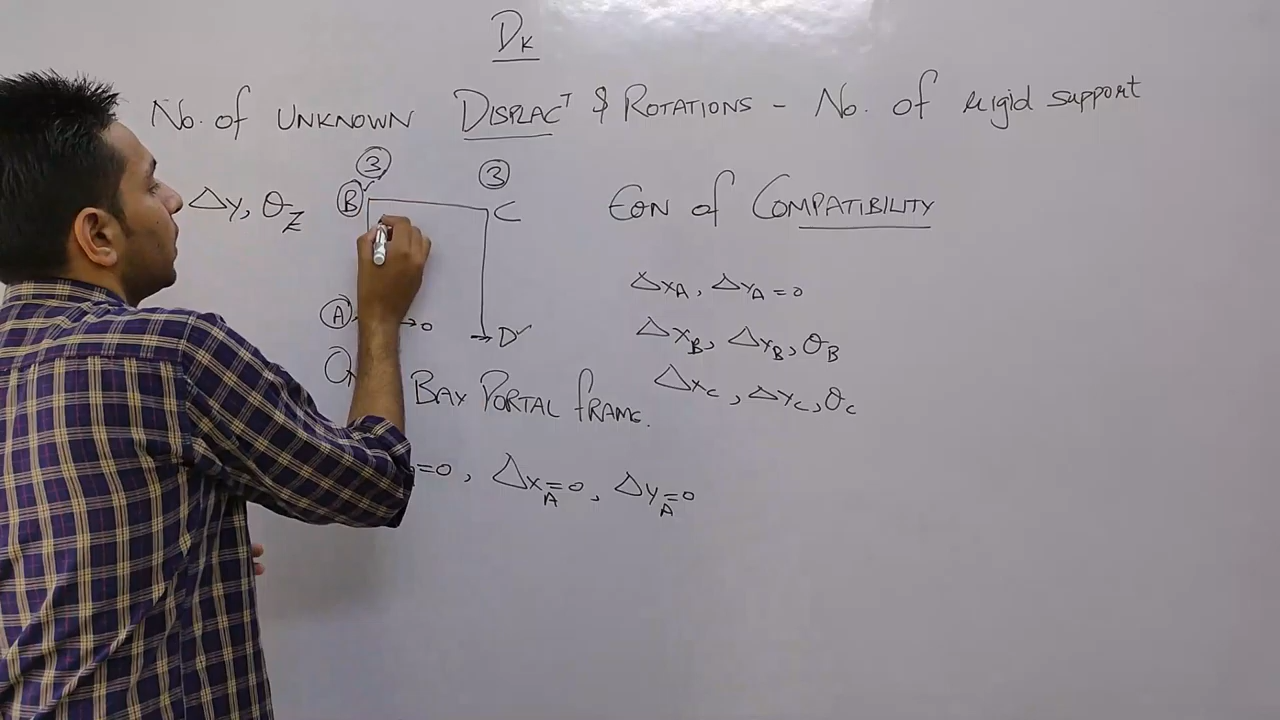 DK
No. of UNKNOWN DISPLACT & ROTATIONS - No. of rigid support
3
3
B
C
Δy, θZ
EQN of COMPATIBILITY
ΔxA, ΔyA = 0
A
0
D
ΔxB, ΔyB, θB
BAY PORTAL frame.
ΔxC, ΔyC, θC
=0, ΔxA=0, ΔyA=0